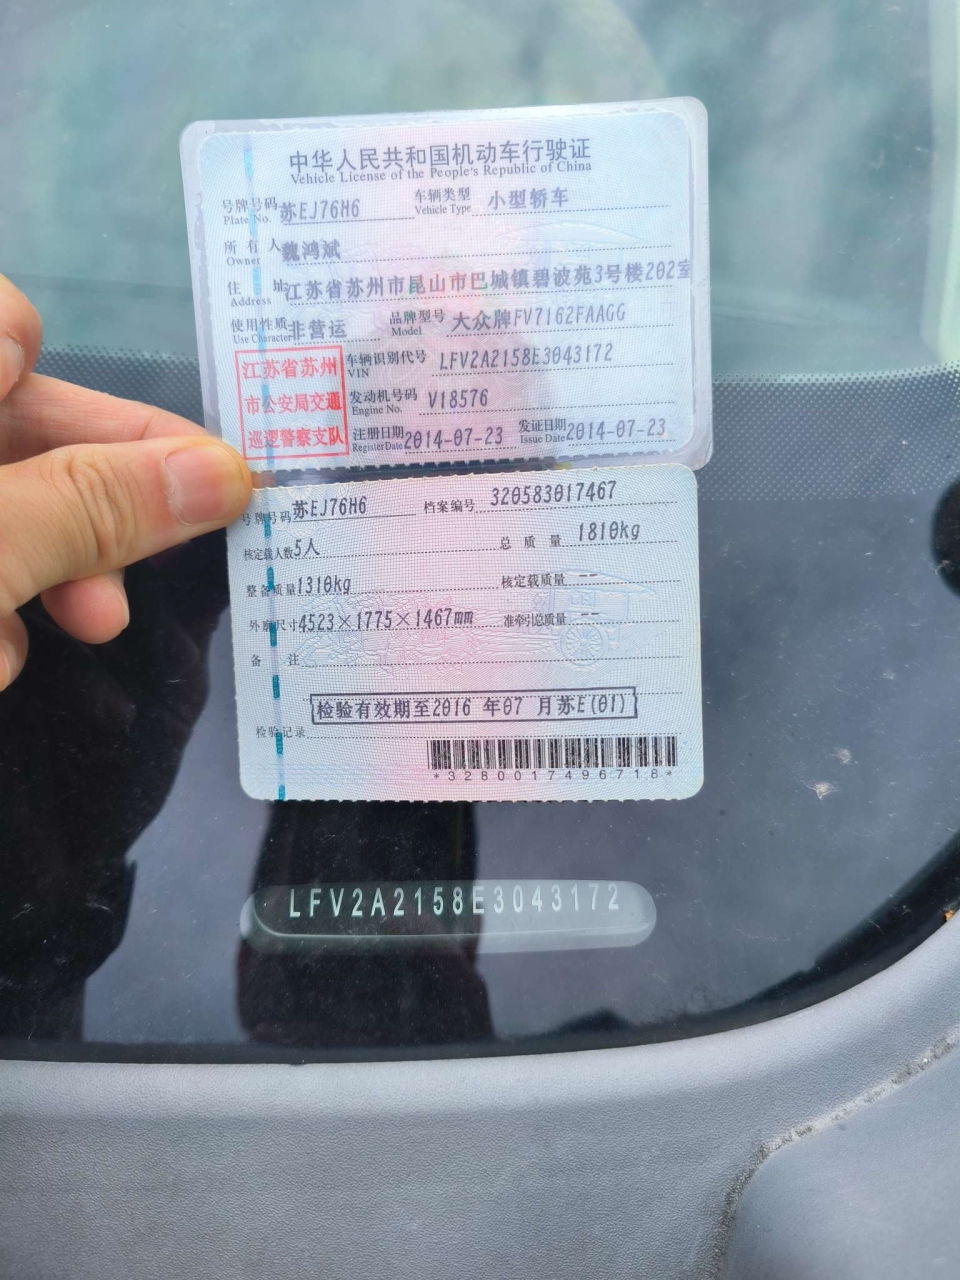 中华人民共和国机动车行驶证
Vehicle License of the People's Republic of China
号牌号码 Plate No. 苏EJ76H6 车辆类型 Vehicle Type 小型轿车
所有人 Owner 魏鸿斌
住址 Address 江苏省苏州市昆山市巴城镇碧波苑3号楼202室
使用性质 Use Character 非营运 品牌型号 Model 大众牌FV7162FAAGG
江苏省苏州
市公安局交通
巡逻警察支队
车辆识别代号 VIN LFV2A2158E3043172
发动机号码 Engine No. V18576
注册日期 Register Date 2014-07-23 发证日期 Issue Date 2014-07-23
号牌号码 苏EJ76H6 档案编号 320583017467
核定载人数 5人 总质量 1810kg
整备质量 1310kg 核定载质量 --
外廓尺寸 4523×1775×1467mm 准牵引总质量 --
备注
检验有效期至2016 年07 月苏E(01)
检验记录
*3280017496718*
LFV2A2158E3043172